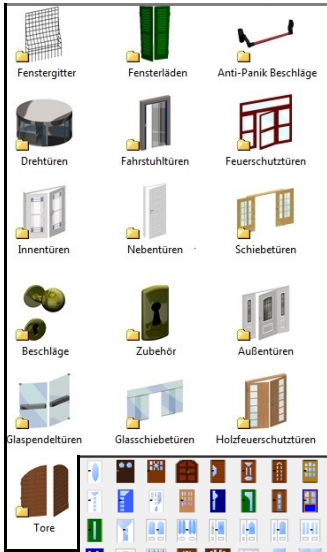 Fenstergitter Fensterläden Anti-Panik Beschläge
Drehtüren Fahrstuhltüren Feuerschutztüren
Innentüren Nebentüren Schiebetüren
Beschläge Zubehör Außentüren
Glaspendeltüren Glasschiebetüren Holzfeuerschutztüren
Tore